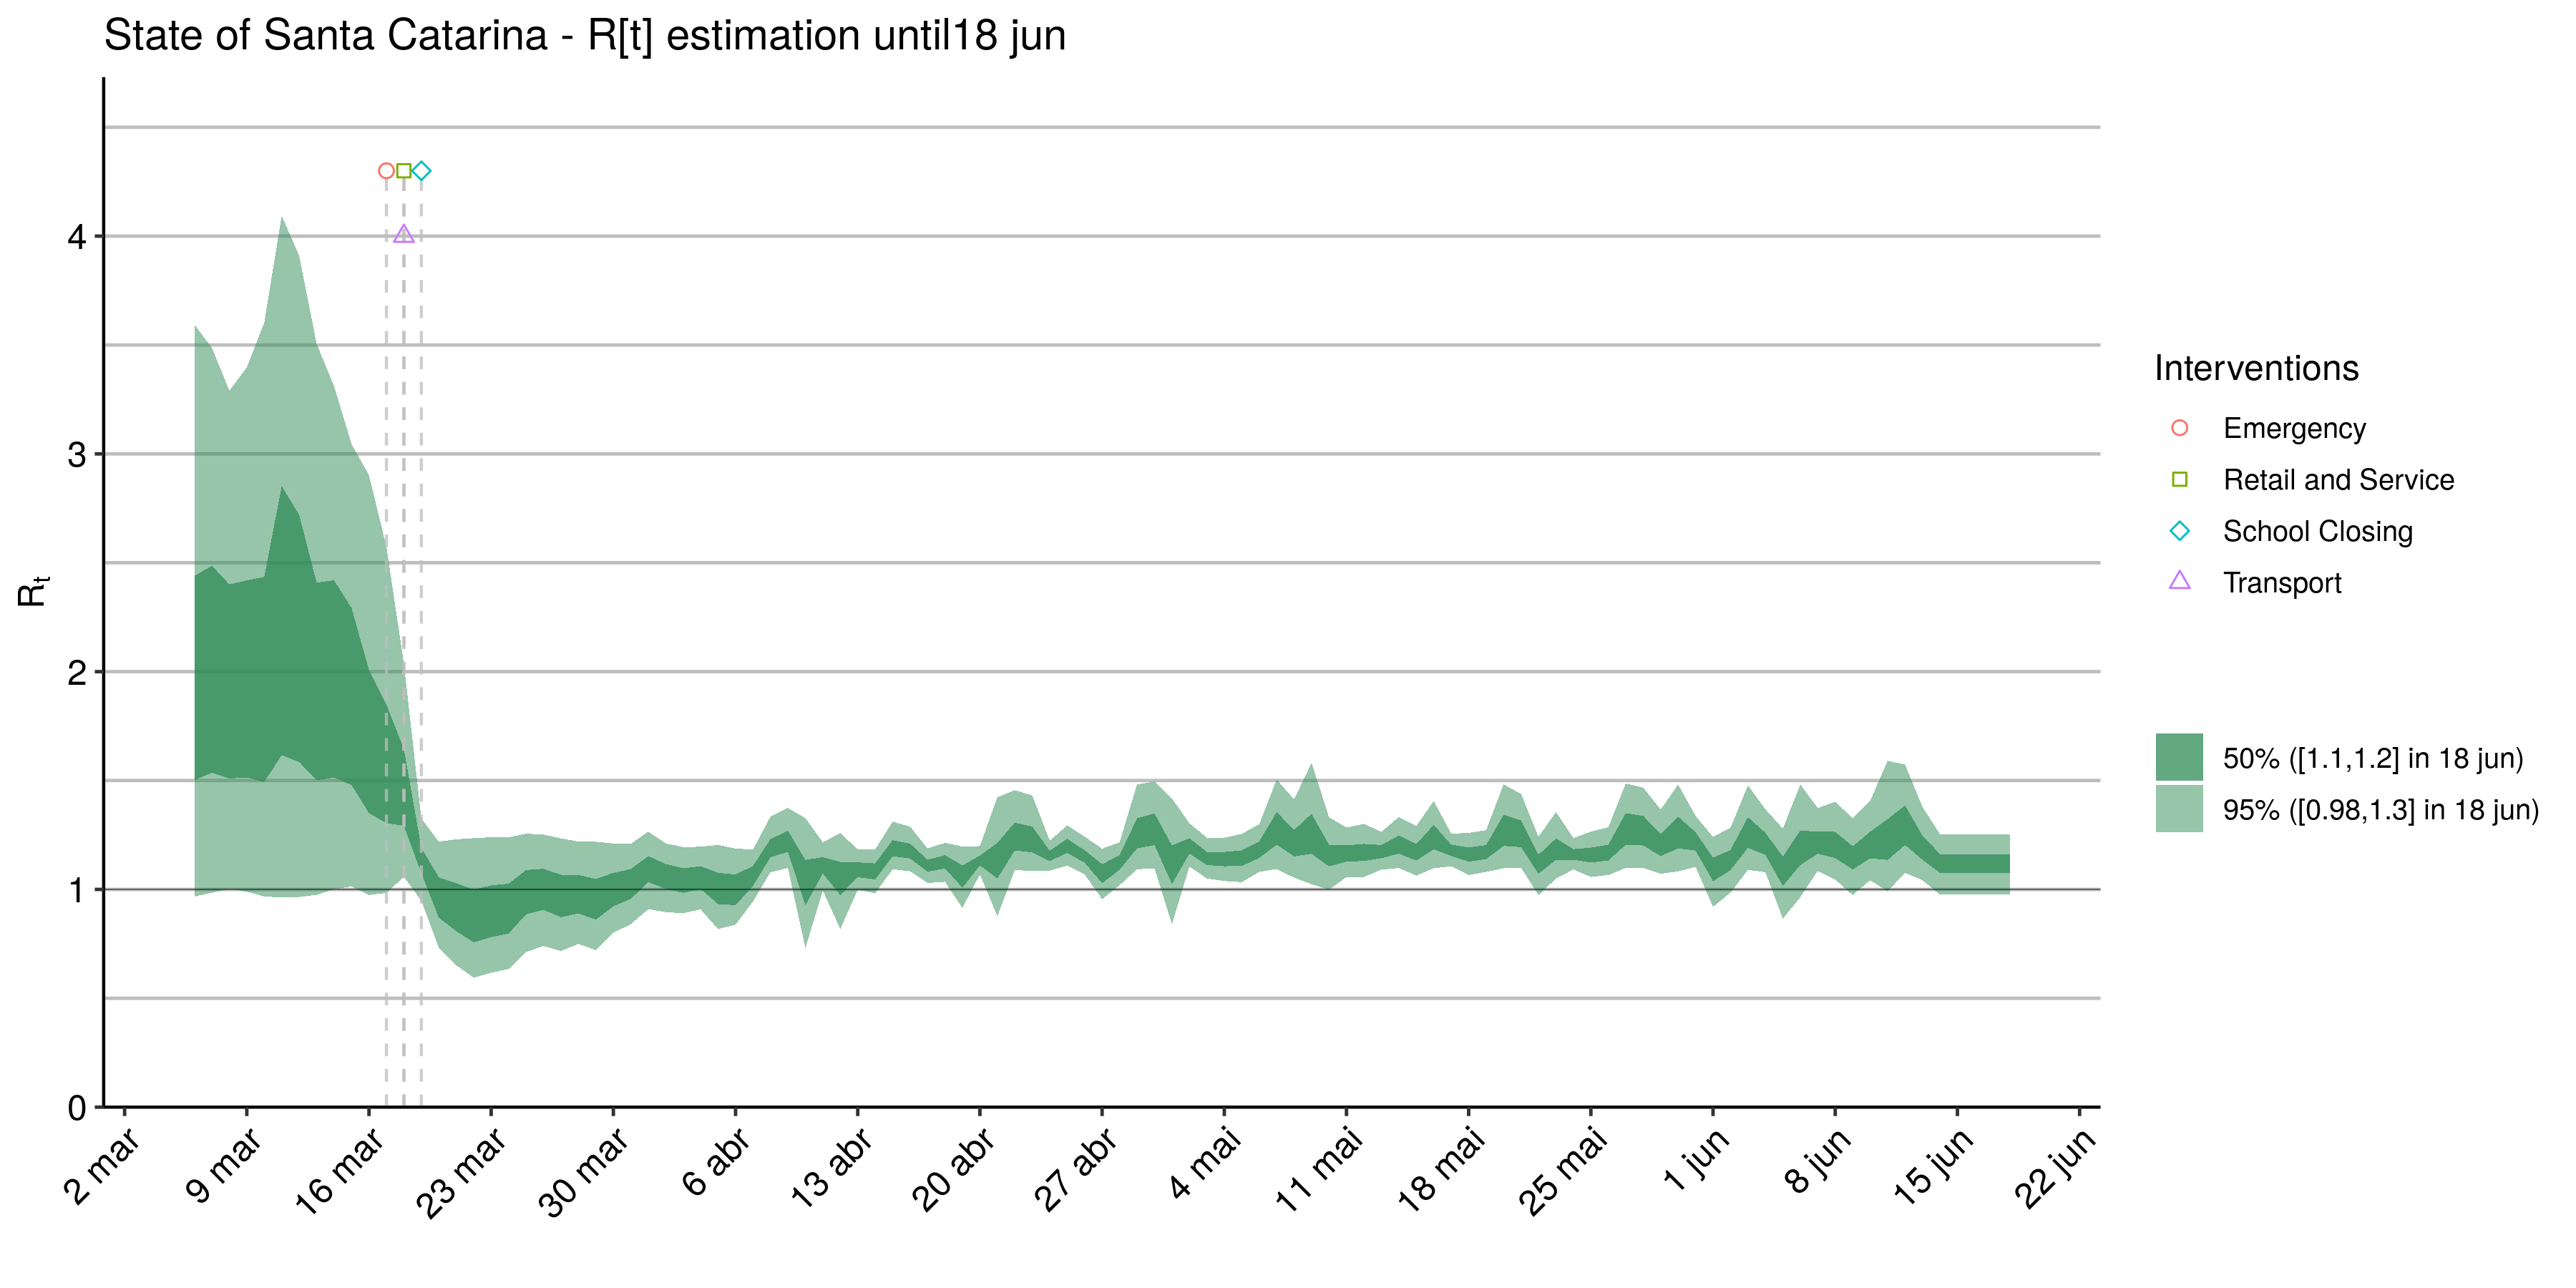 State of Santa Catarina - R[t] estimation until18 jun
4
3
2
1
0
Rt
2 mar
9 mar
16 mar
23 mar
30 mar
6 abr
13 abr
20 abr
27 abr
4 mai
11 mai
18 mai
25 mai
1 jun
8 jun
15 jun
22 jun
Interventions
Emergency
Retail and Service
School Closing
Transport
50% ([1.1,1.2] in 18 jun)
95% ([0.98,1.3] in 18 jun)